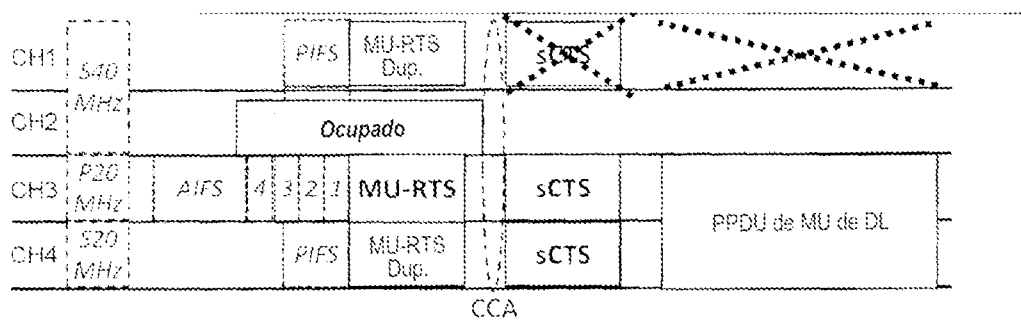 CH1 S40 MHz PIFS MU-RTS Dup. sCTS
CH2 Ocupado
CH3 P20 MHz AIFS 4 3 2 1 MU-RTS sCTS PPDU de MU de DL
CH4 S20 MHz PIFS MU-RTS Dup. sCTS
CCA